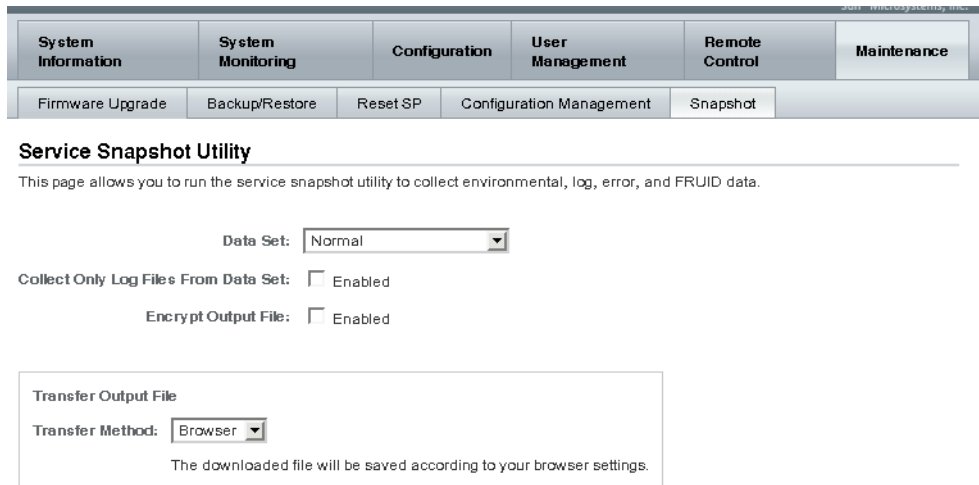 Sun™ Microsystems, Inc.
System Information
System Monitoring
Configuration
User Management
Remote Control
Maintenance
Firmware Upgrade
Backup/Restore
Reset SP
Configuration Management
Snapshot
Service Snapshot Utility
This page allows you to run the service snapshot utility to collect environmental, log, error, and FRUID data.
Data Set: Normal
Collect Only Log Files From Data Set: Enabled
Encrypt Output File: Enabled
Transfer Output File
Transfer Method: Browser
The downloaded file will be saved according to your browser settings.